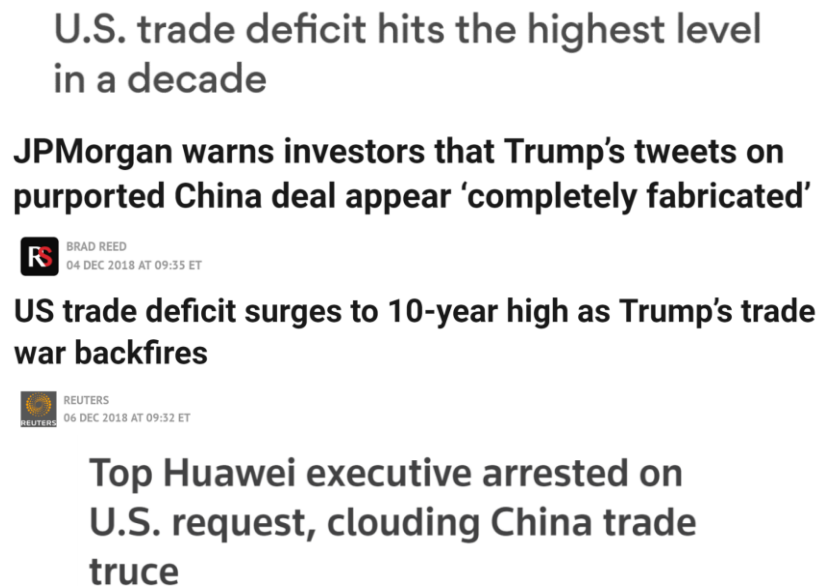 U.S. trade deficit hits the highest level
in a decade
JPMorgan warns investors that Trump’s tweets on
purported China deal appear ‘completely fabricated’
RS
BRAD REED
04 DEC 2018 AT 09:35 ET
US trade deficit surges to 10-year high as Trump’s trade
war backfires
REUTERS
REUTERS
06 DEC 2018 AT 09:32 ET
Top Huawei executive arrested on
U.S. request, clouding China trade
truce